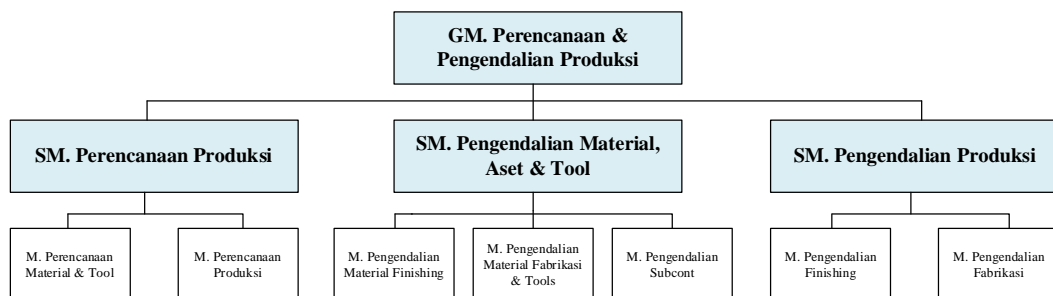 GM. Perencanaan &
Pengendalian Produksi
SM. Perencanaan Produksi
SM. Pengendalian Material,
Aset & Tool
SM. Pengendalian Produksi
M. Perencanaan
Material & Tool
M. Perencanaan
Produksi
M. Pengendalian
Material Finishing
M. Pengendalian
Material Fabrikasi
& Tools
M. Pengendalian
Subcont
M. Pengendalian
Finishing
M. Pengendalian
Fabrikasi